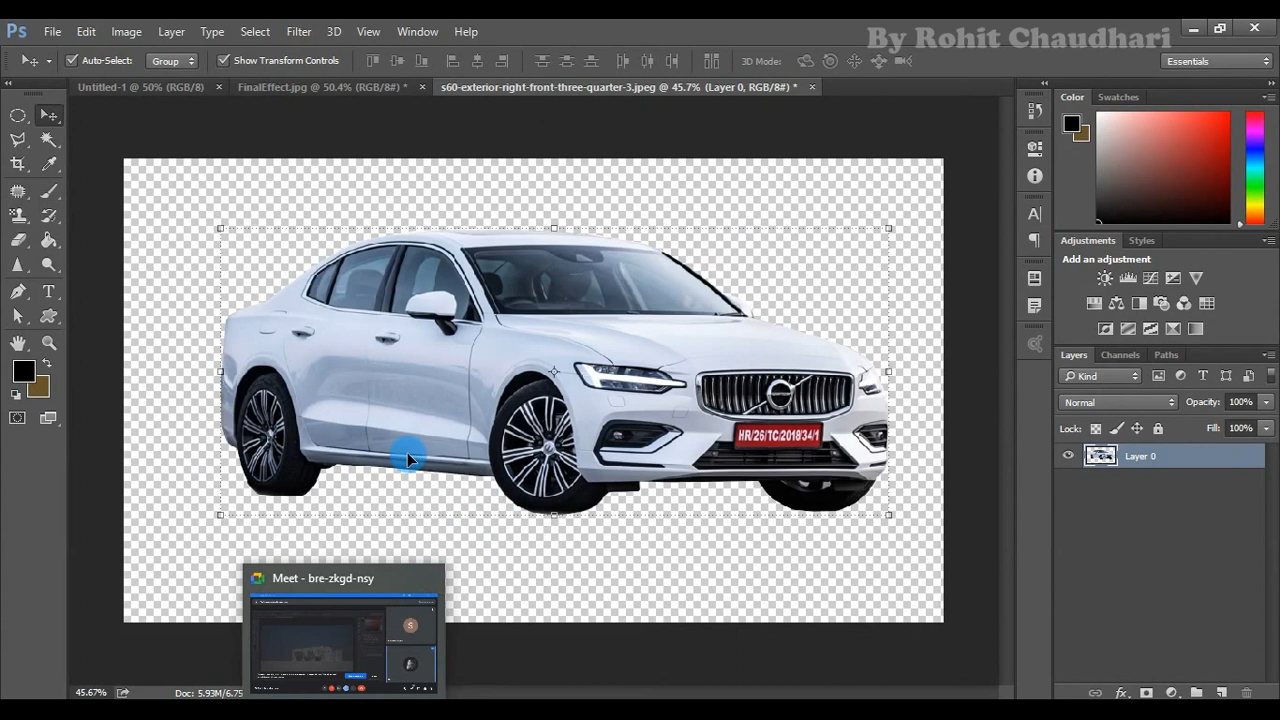 Ps File Edit Image Layer Type Select Filter 3D View Window Help
By Rohit Chaudhari
Auto-Select: Group Show Transform Controls 3D Mode: Essentials
Untitled-1 @ 50% (RGB/8) × FinalEffect.jpg @ 50.4% (RGB/8#) * × s60-exterior-right-front-three-quarter-3.jpeg @ 45.7% (Layer 0, RGB/8#) * ×
Color Swatches
Adjustments Styles
Add an adjustment
Layers Channels Paths
Kind
Normal Opacity: 100%
Lock: Fill: 100%
Layer 0
HR/26/TC/2018/34/1
Meet - bre-zkgd-nsy
S
45.67% Doc: 5.93M/6.75